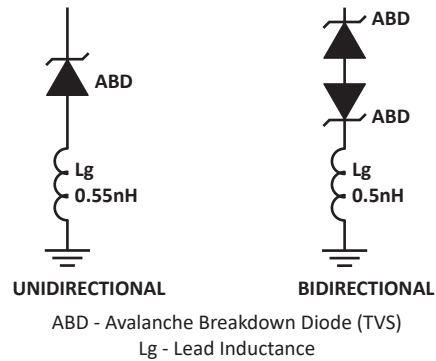 ABD
Lg
0.55nH
UNIDIRECTIONAL
ABD
ABD
Lg
0.5nH
BIDIRECTIONAL
ABD - Avalanche Breakdown Diode (TVS)
Lg - Lead Inductance